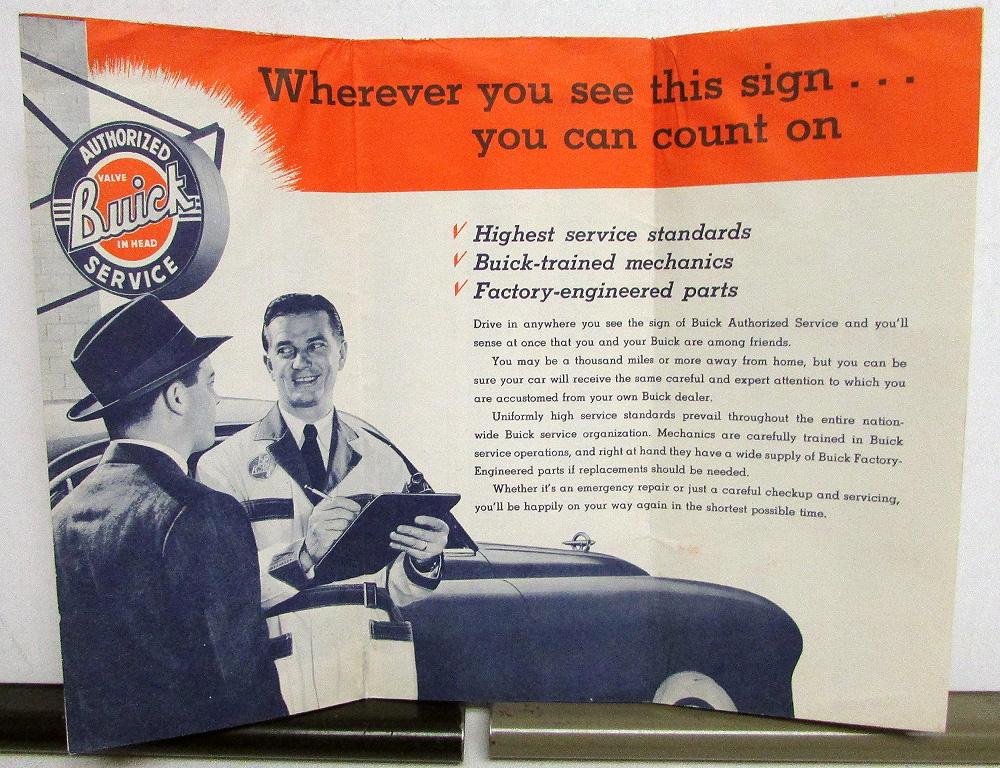 Wherever you see this sign . . .
you can count on
AUTHORIZED
VALVE
Buick
IN HEAD
SERVICE
Highest service standards
Buick-trained mechanics
Factory-engineered parts
Drive in anywhere you see the sign of Buick Authorized Service and you'll
sense at once that you and your Buick are among friends.
You may be a thousand miles or more away from home, but you can be
sure your car will receive the same careful and expert attention to which you
are accustomed from your own Buick dealer.
Uniformly high service standards prevail throughout the entire nation-
wide Buick service organization. Mechanics are carefully trained in Buick
service operations, and right at hand they have a wide supply of Buick Factory-
Engineered parts if replacements should be needed.
Whether it's an emergency repair or just a careful checkup and servicing,
you'll be happily on your way again in the shortest possible time.